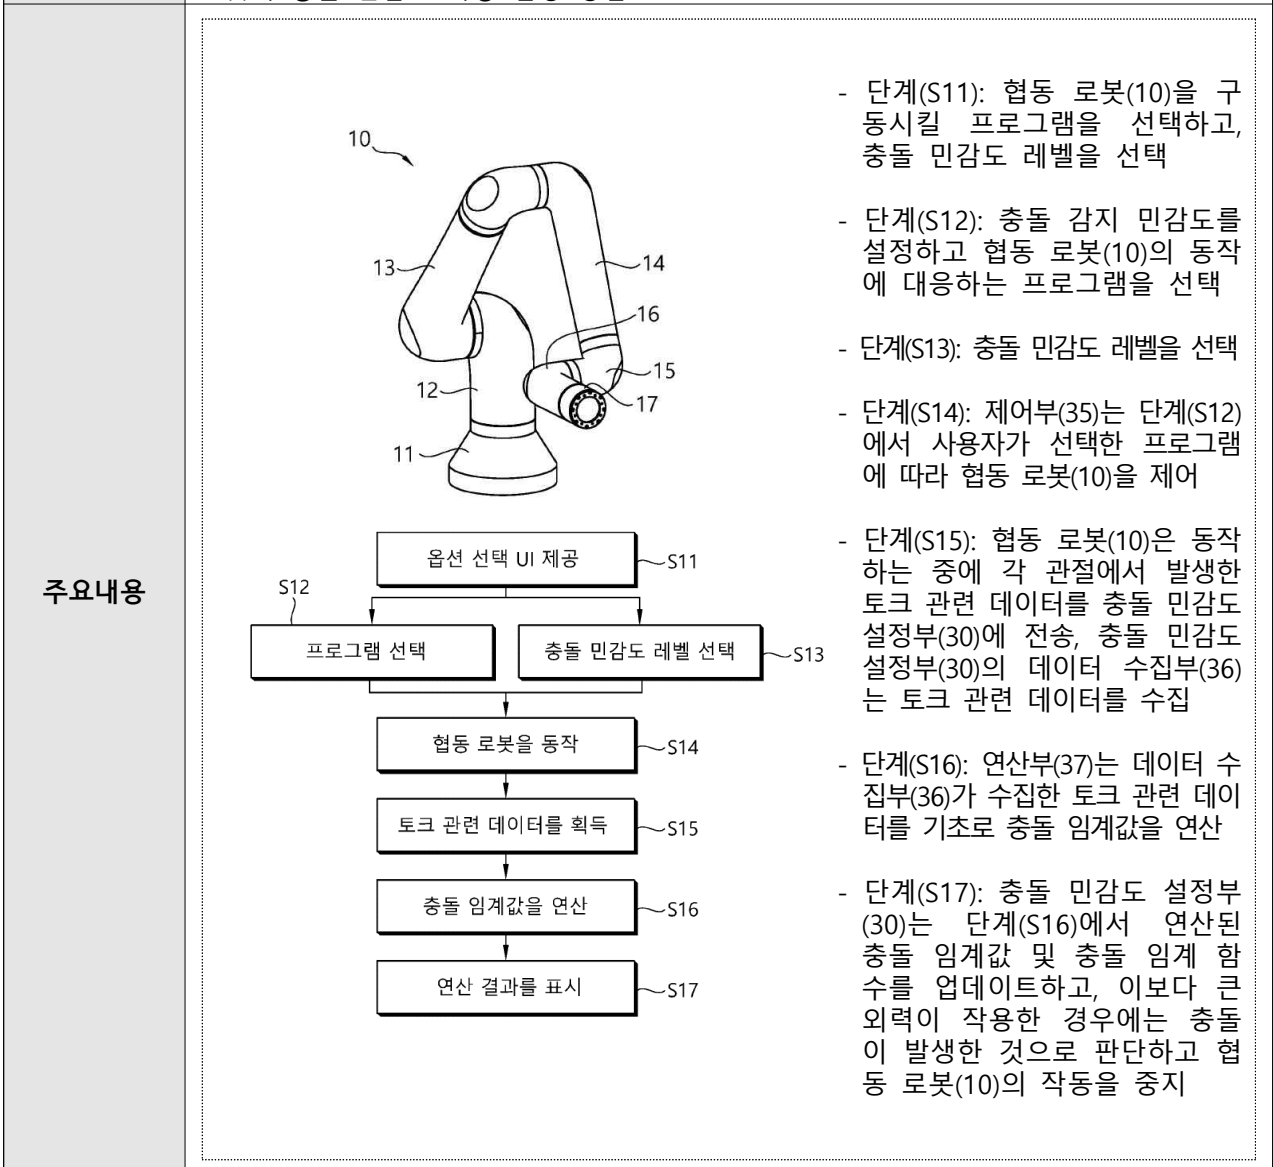 주요내용
10
13
14
16
12
15
17
11
옵션 선택 UI 제공
S11
S12
프로그램 선택
충돌 민감도 레벨 선택
S13
협동 로봇을 동작
S14
토크 관련 데이터를 획득
S15
충돌 임계값을 연산
S16
연산 결과를 표시
S17
- 단계(S11): 협동 로봇(10)을 구
동시킬 프로그램을 선택하고,
충돌 민감도 레벨을 선택
- 단계(S12): 충돌 감지 민감도를
설정하고 협동 로봇(10)의 동작
에 대응하는 프로그램을 선택
- 단계(S13): 충돌 민감도 레벨을 선택
- 단계(S14): 제어부(35)는 단계(S12)
에서 사용자가 선택한 프로그램
에 따라 협동 로봇(10)을 제어
- 단계(S15): 협동 로봇(10)은 동작
하는 중에 각 관절에서 발생한
토크 관련 데이터를 충돌 민감도
설정부(30)에 전송, 충돌 민감도
설정부(30)의 데이터 수집부(36)
는 토크 관련 데이터를 수집
- 단계(S16): 연산부(37)는 데이터 수
집부(36)가 수집한 토크 관련 데이
터를 기초로 충돌 임계값을 연산
- 단계(S17): 충돌 민감도 설정부
(30)는 단계(S16)에서 연산된
충돌 임계값 및 충돌 임계 함
수를 업데이트하고, 이보다 큰
외력이 작용한 경우에는 충돌
이 발생한 것으로 판단하고 협
동 로봇(10)의 작동을 중지